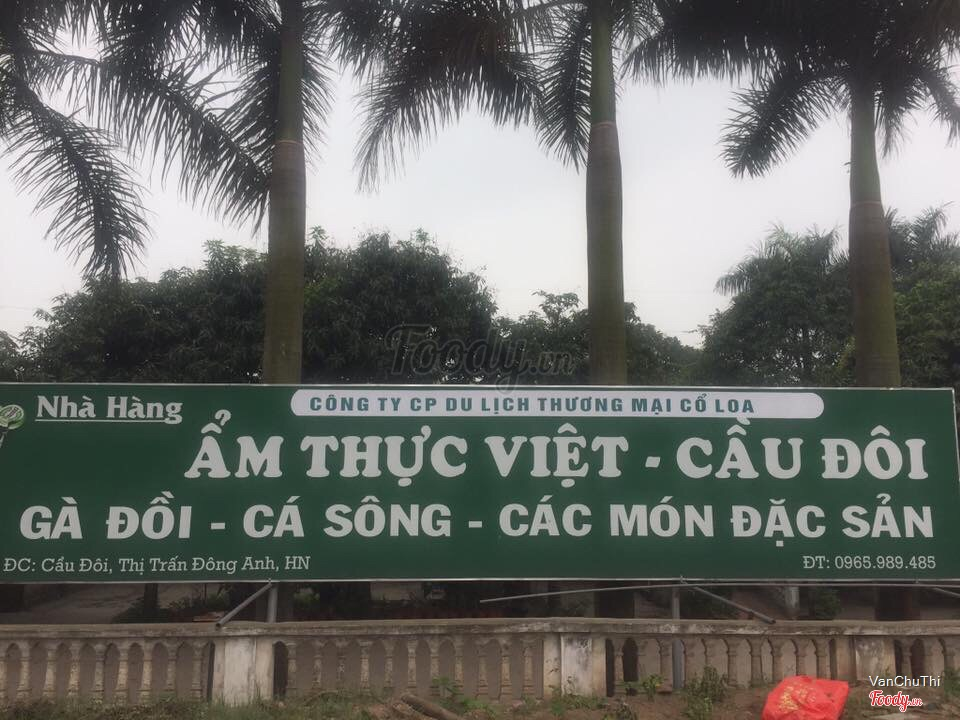 Foody.vn
Nhà Hàng
CÔNG TY CP DU LỊCH THƯƠNG MẠI CỔ LOA
ẨM THỰC VIỆT - CẦU ĐÔI
GÀ ĐỒI - CÁ SÔNG - CÁC MÓN ĐẶC SẢN
ĐC: Cầu Đôi, Thị Trấn Đông Anh, HN
ĐT: 0965.989.485
VanChuThi
Foody.vn